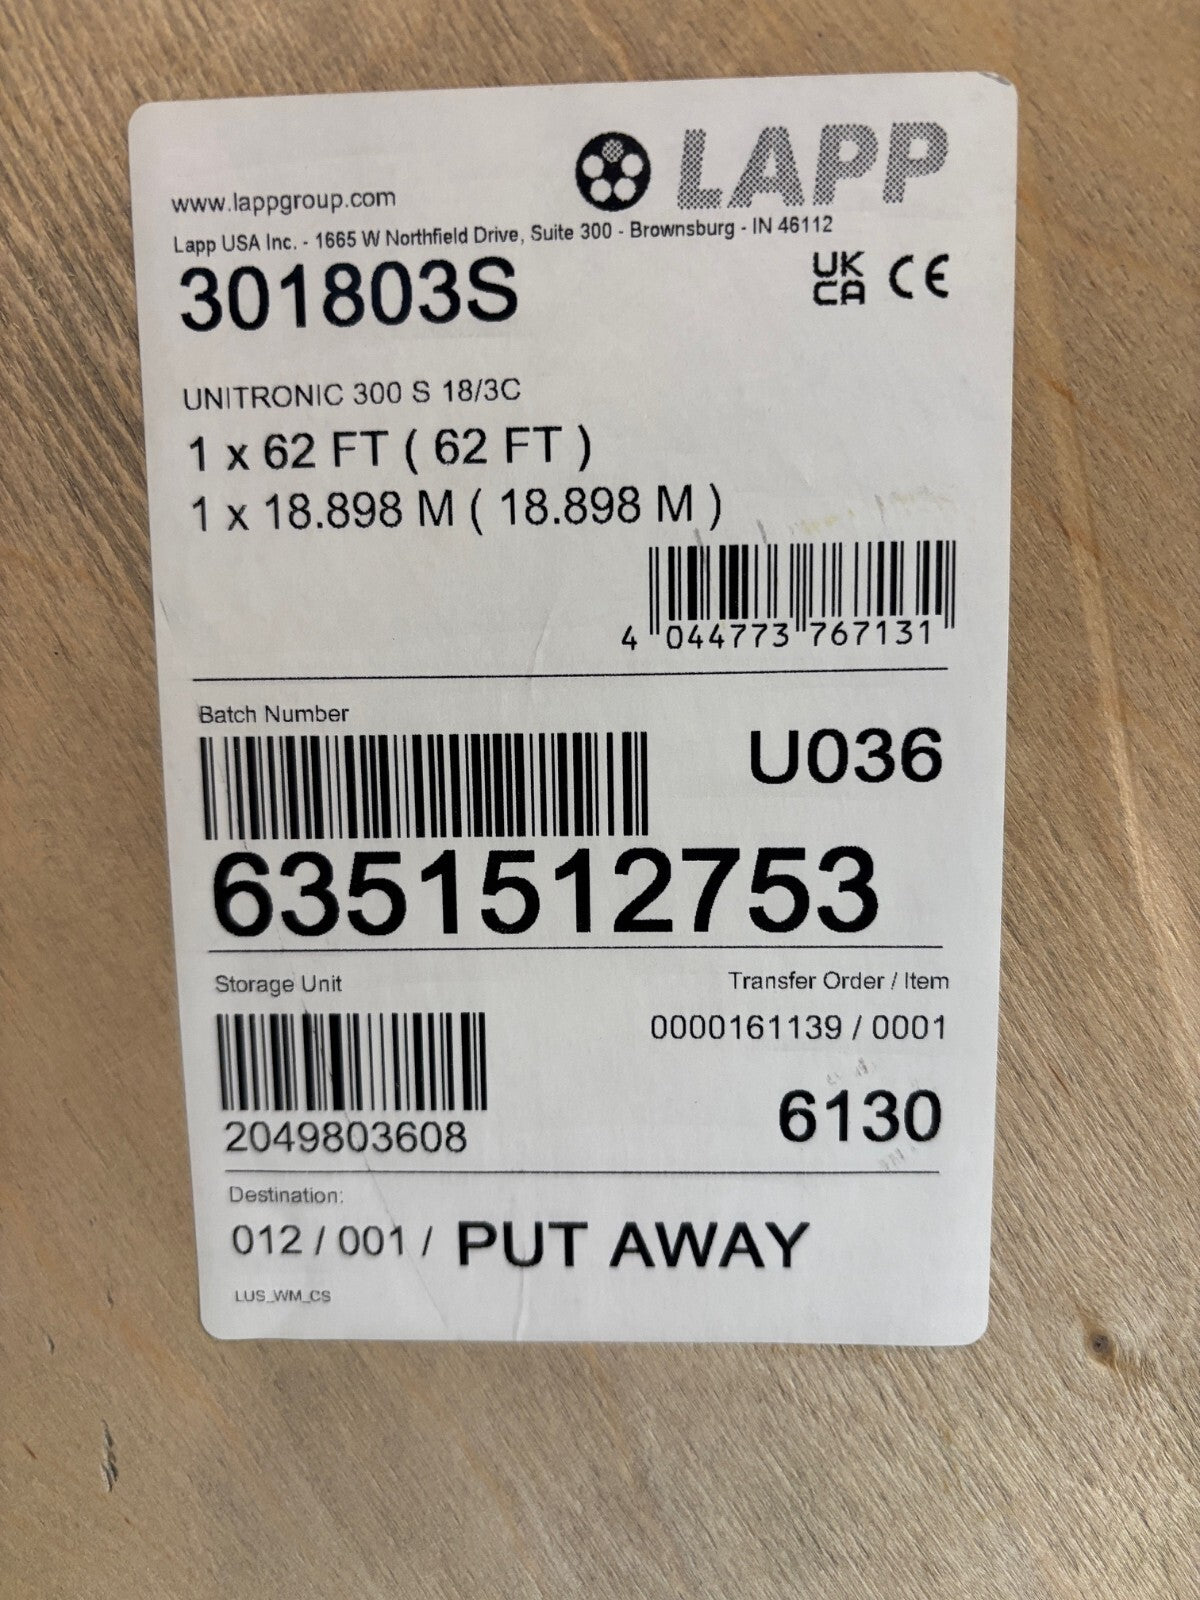 LAPP
www.lappgroup.com
Lapp USA Inc. - 1665 W Northfield Drive, Suite 300 - Brownsburg - IN 46112
301803S
UK
CA CE
UNITRONIC 300 S 18/3C
1 x 62 FT ( 62 FT )
1 x 18.898 M ( 18.898 M )
4 044773 767131
Batch Number
U036
6351512753
Storage Unit
Transfer Order / Item
0000161139 / 0001
2049803608
6130
Destination:
012 / 001 / PUT AWAY
LUS_WM_CS